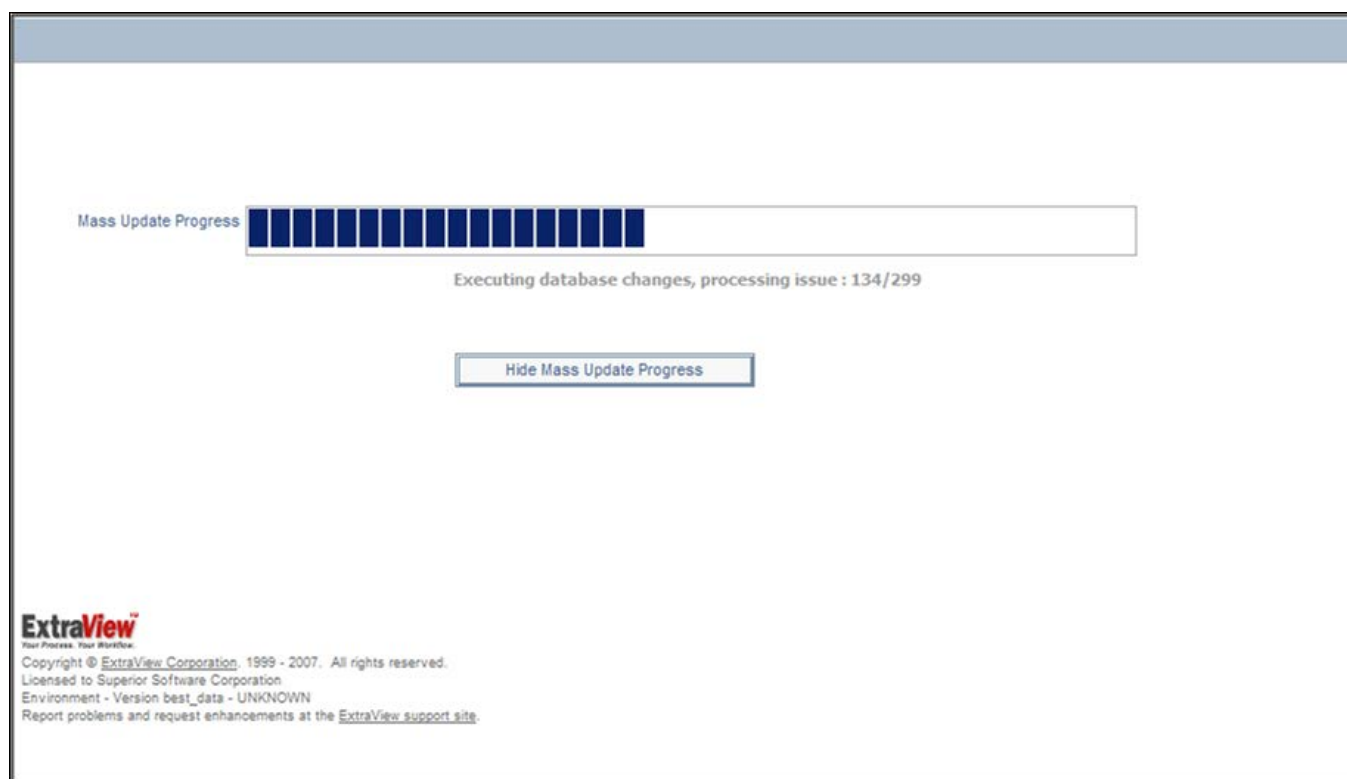 Mass Update Progress
Executing database changes, processing issue : 134/299
Hide Mass Update Progress
ExtraView™
Your Process. Your Workflow.
Copyright © ExtraView Corporation. 1999 - 2007. All rights reserved.
Licensed to Superior Software Corporation
Environment - Version best_data - UNKNOWN
Report problems and request enhancements at the ExtraView support site.